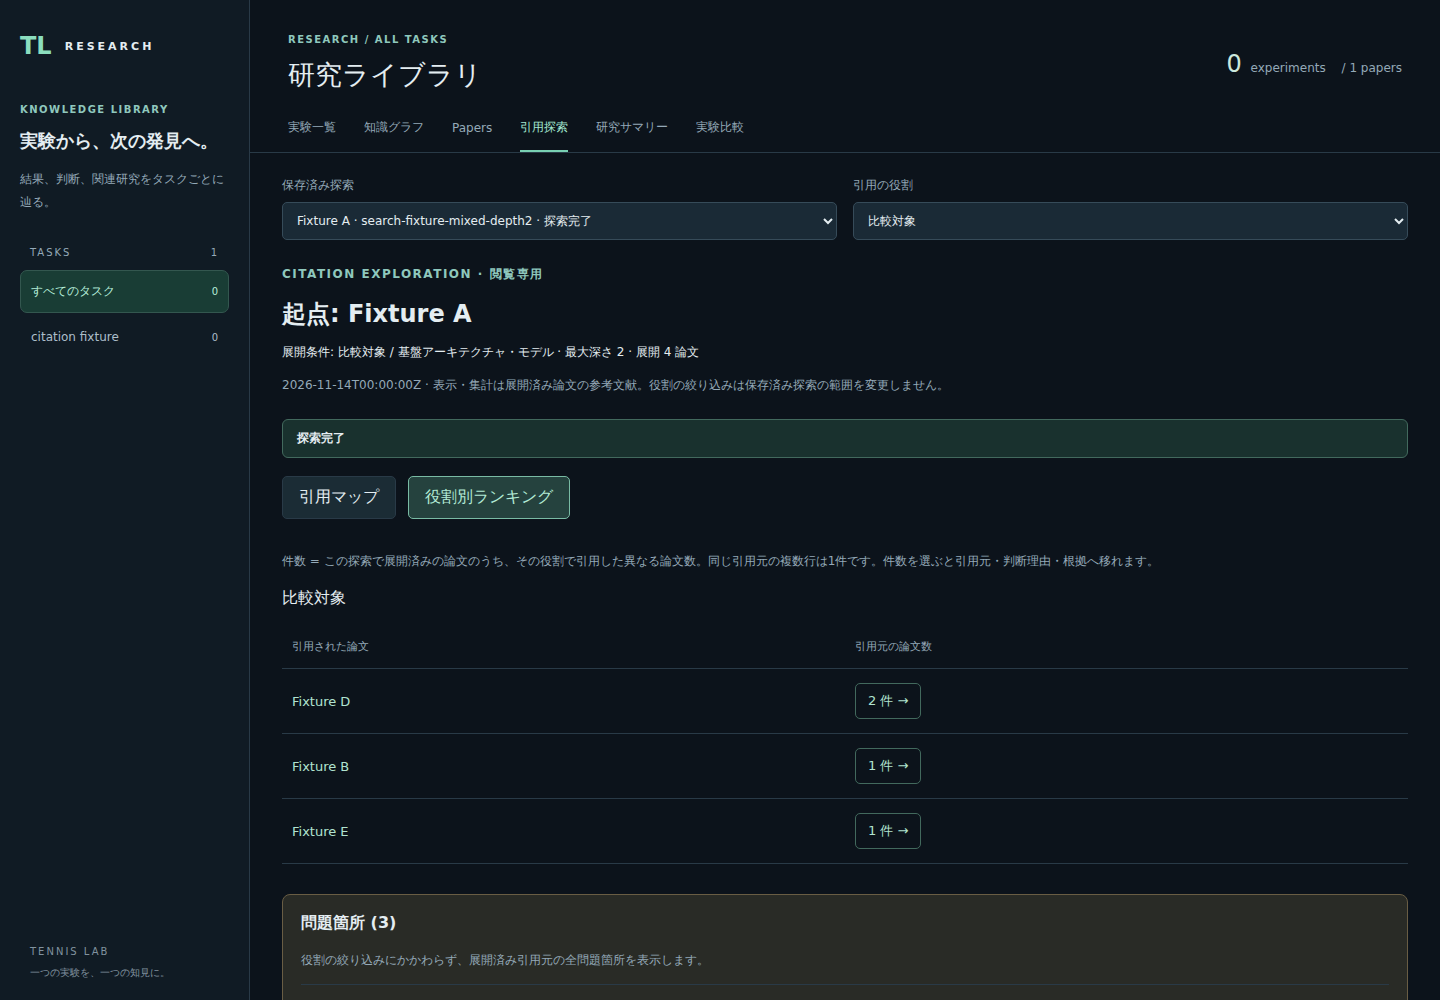 TL RESEARCH
KNOWLEDGE LIBRARY
実験から、次の発見へ。
結果、判断、関連研究をタスクごとに
辿る。
TASKS 1
すべてのタスク 0
citation fixture 0
TENNIS LAB
一つの実験を、一つの知見に。
RESEARCH / ALL TASKS
研究ライブラリ
0 experiments / 1 papers
実験一覧 知識グラフ Papers 引用探索 研究サマリー 実験比較
保存済み探索 引用の役割
Fixture A · search-fixture-mixed-depth2 · 探索完了 比較対象
CITATION EXPLORATION · 閲覧専用
起点: Fixture A
展開条件: 比較対象 / 基盤アーキテクチャ・モデル · 最大深さ 2 · 展開 4 論文
2026-11-14T00:00:00Z · 表示・集計は展開済み論文の参考文献。役割の絞り込みは保存済み探索の範囲を変更しません。
探索完了
引用マップ 役割別ランキング
件数 = この探索で展開済みの論文のうち、その役割で引用した異なる論文数。同じ引用元の複数行は1件です。件数を選ぶと引用元・判断理由・根拠へ移れます。
比較対象
引用された論文 引用元の論文数
Fixture D 2 件 →
Fixture B 1 件 →
Fixture E 1 件 →
問題箇所 (3)
役割の絞り込みにかかわらず、展開済み引用元の全問題箇所を表示します。